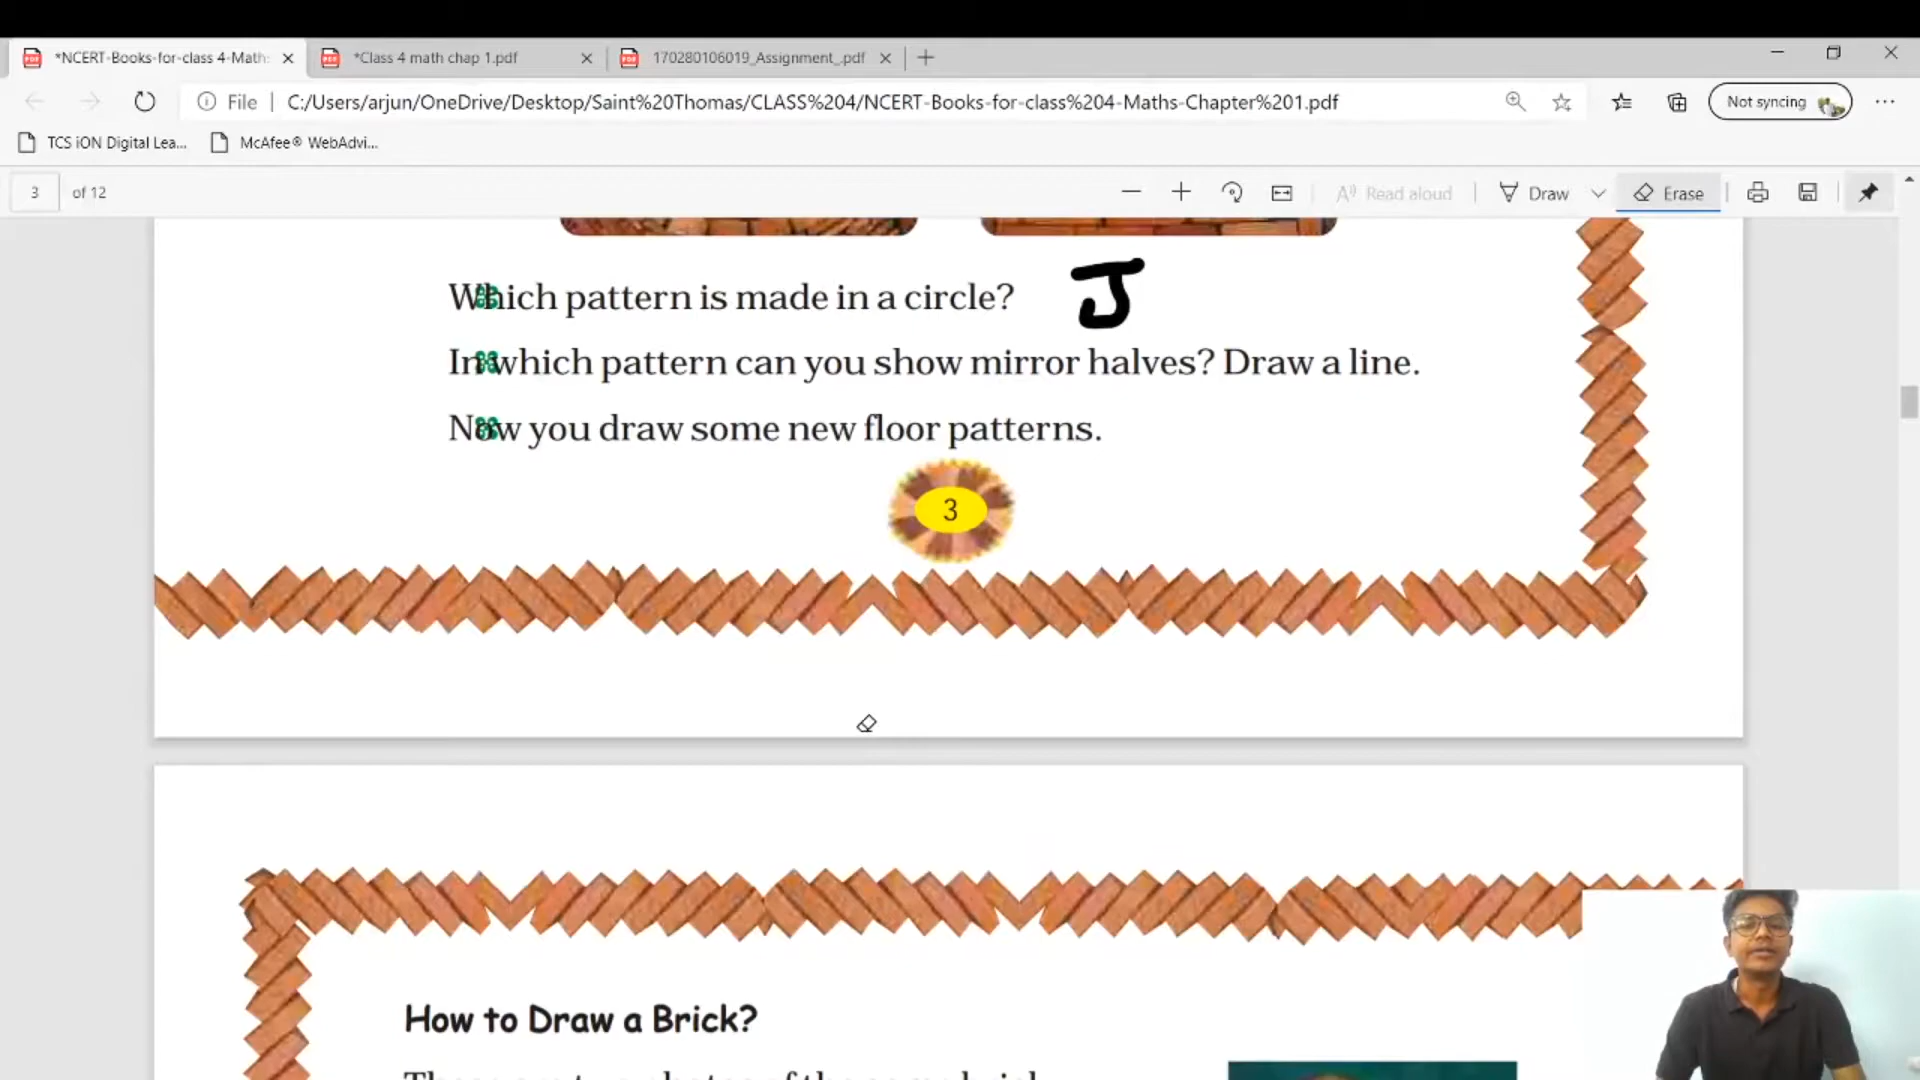 *NCERT-Books-for-class 4-Math:
*Class 4 math chap 1.pdf
170280106019_Assignment_.pdf
File
C:/Users/arjun/OneDrive/Desktop/Saint%20Thomas/CLASS%204/NCERT-Books-for-class%204-Maths-Chapter%201.pdf
Not syncing
TCS iON Digital Lea...
McAfee® WebAdvi...
3 of 12
Read aloud
Draw
Erase
Which pattern is made in a circle? J
In which pattern can you show mirror halves? Draw a line.
Now you draw some new floor patterns.
3
How to Draw a Brick?